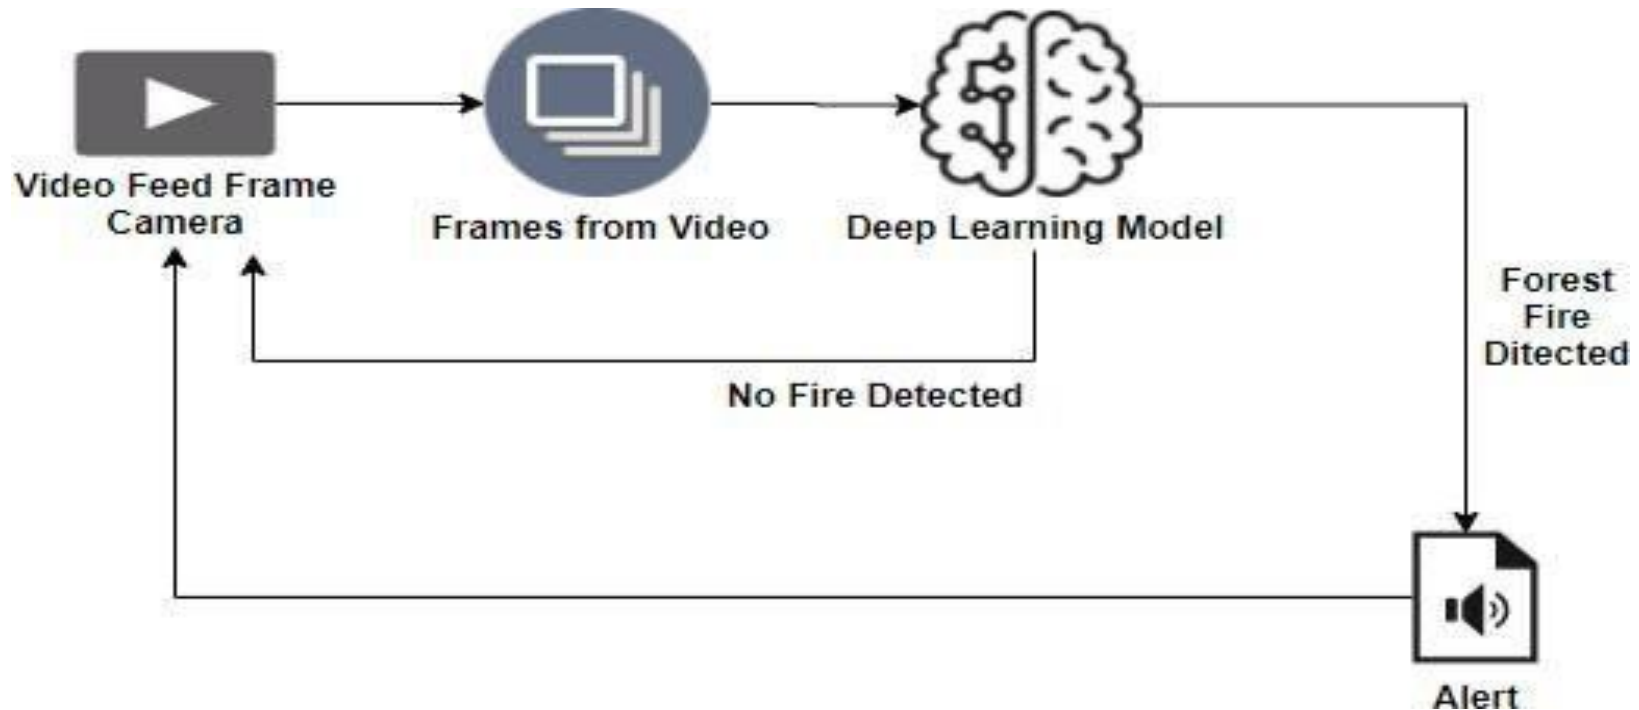 Video Feed Frame
Camera
Frames from Video
Deep Learning Model
Forest
Fire
Ditected
No Fire Detected
Alert